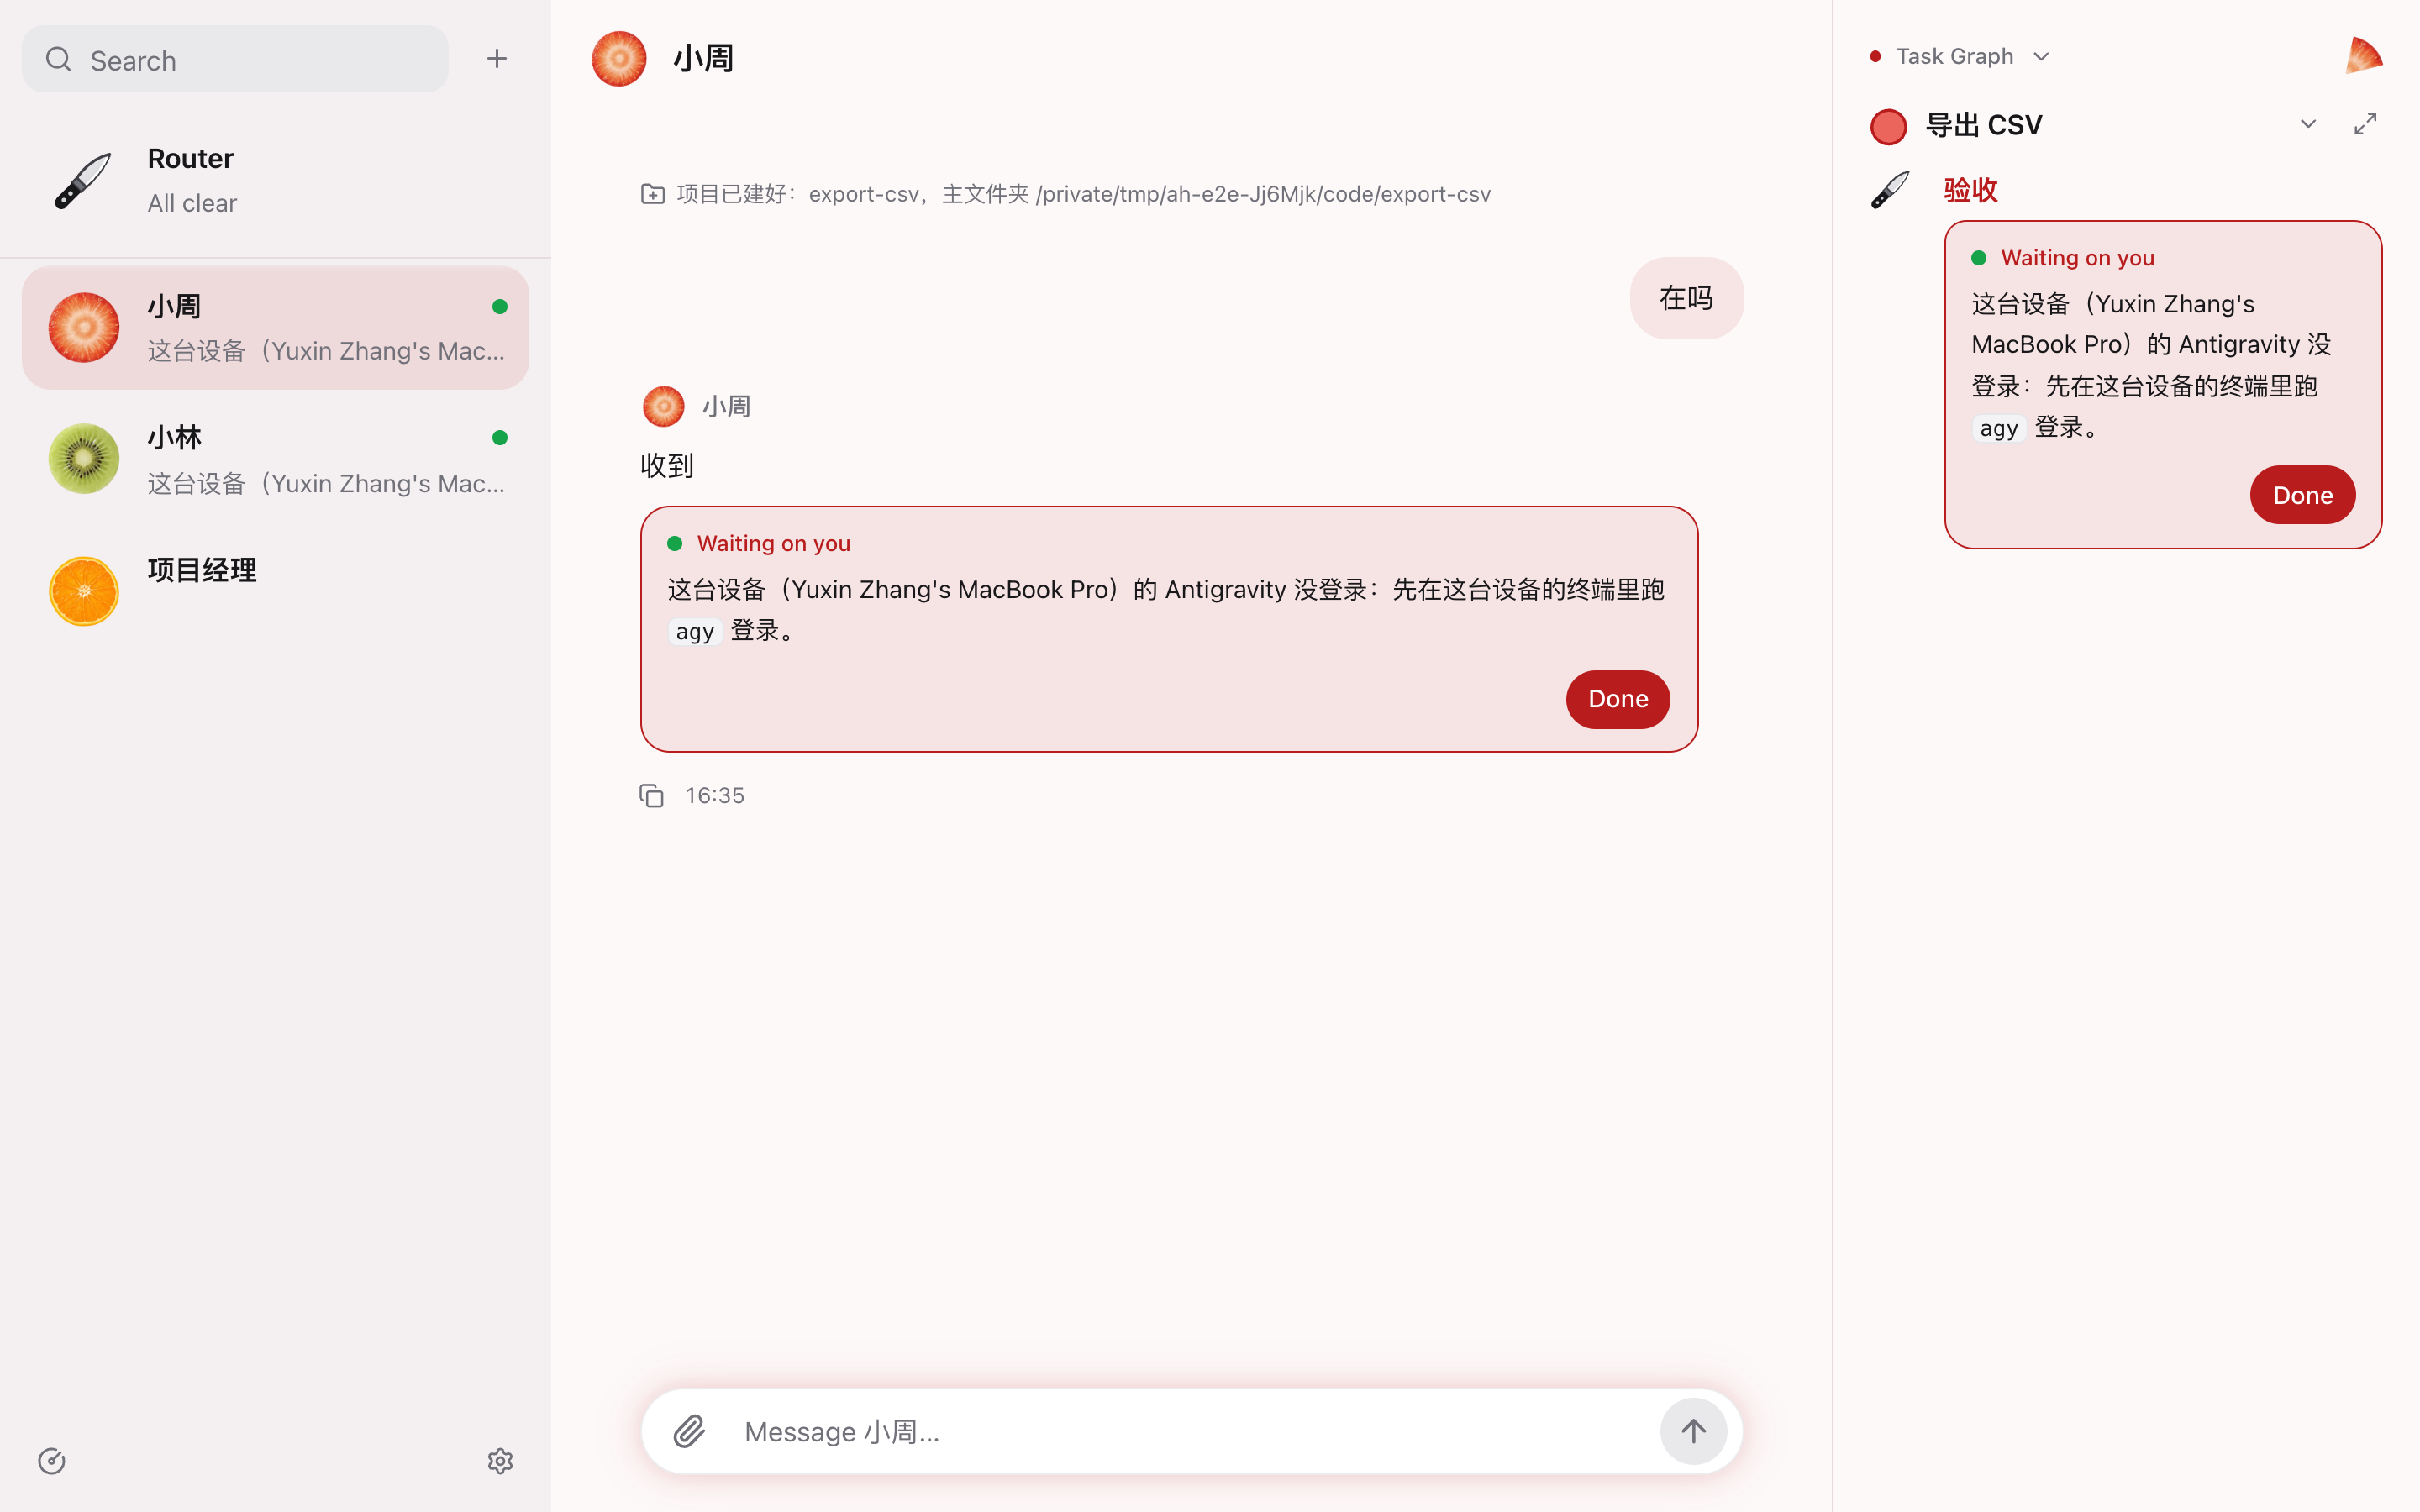 Search
Router
All clear
小周
这台设备（Yuxin Zhang's Mac...
小林
这台设备（Yuxin Zhang's Mac...
项目经理
小周
项目已建好：export-csv，主文件夹 /private/tmp/ah-e2e-Jj6Mjk/code/export-csv
在吗
小周
收到
Waiting on you
这台设备（Yuxin Zhang's MacBook Pro）的 Antigravity 没登录：先在这台设备的终端里跑
agy 登录。
Done
16:35
Message 小周...
Task Graph
导出 CSV
验收
Waiting on you
这台设备（Yuxin Zhang's
MacBook Pro）的 Antigravity 没
登录：先在这台设备的终端里跑
agy 登录。
Done